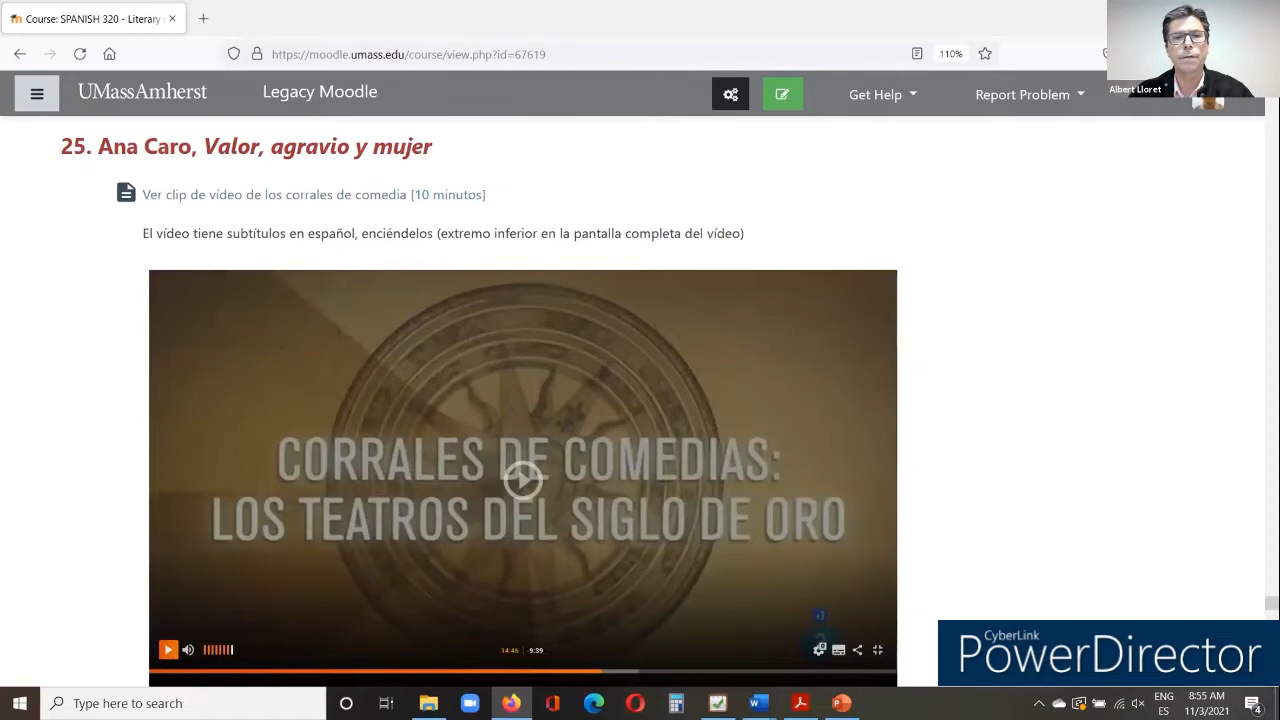 Course: SPANISH 320 - Literary
https://moodle.umass.edu/course/view.php?id=67619
110%
Albert Lloret
UMassAmherst
Legacy Moodle
Get Help
Report Problem
25. Ana Caro, Valor, agravio y mujer
Ver clip de vídeo de los corrales de comedia [10 minutos]
El vídeo tiene subtítulos en español, enciéndelos (extremo inferior en la pantalla completa del vídeo)
CORRALES DE COMEDIAS:
LOS TEATROS DEL SIGLO DE ORO
+7
14:46 -9:39
CyberLink
PowerDirector
Type here to search
ENG
ES
8:55 AM
11/3/2021
4